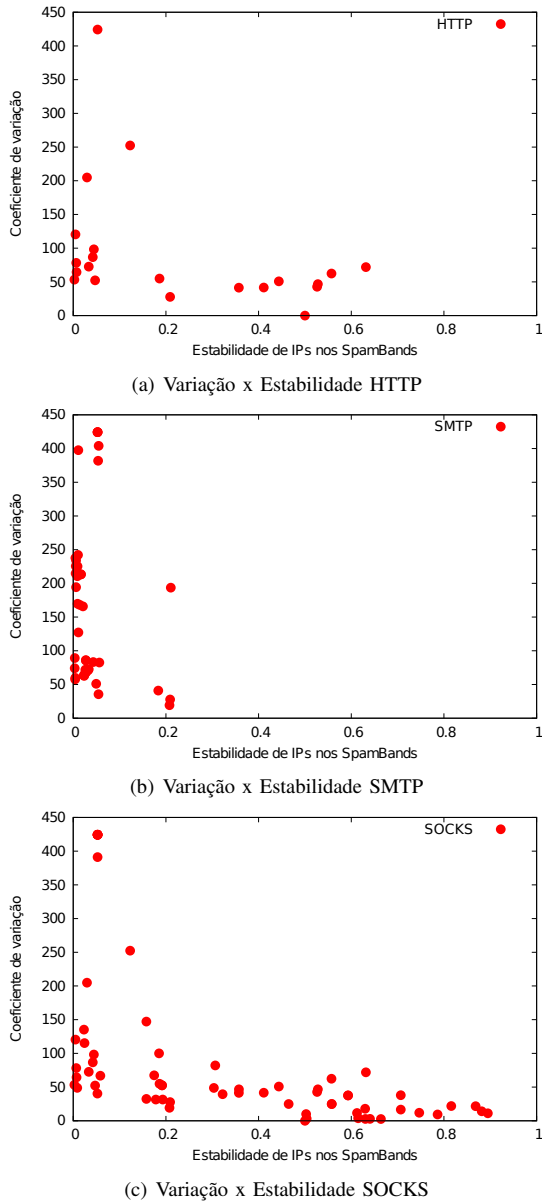 450
400
350
300
250
200
150
100
50
0
Coeficiente de variação
HTTP
0 0.2 0.4 0.6 0.8 1
Estabilidade de IPs nos SpamBands
(a) Variação x Estabilidade HTTP
450
400
350
300
250
200
150
100
50
0
Coeficiente de variação
SMTP
0 0.2 0.4 0.6 0.8 1
Estabilidade de IPs nos SpamBands
(b) Variação x Estabilidade SMTP
450
400
350
300
250
200
150
100
50
0
Coeficiente de variação
SOCKS
0 0.2 0.4 0.6 0.8 1
Estabilidade de IPs nos SpamBands
(c) Variação x Estabilidade SOCKS